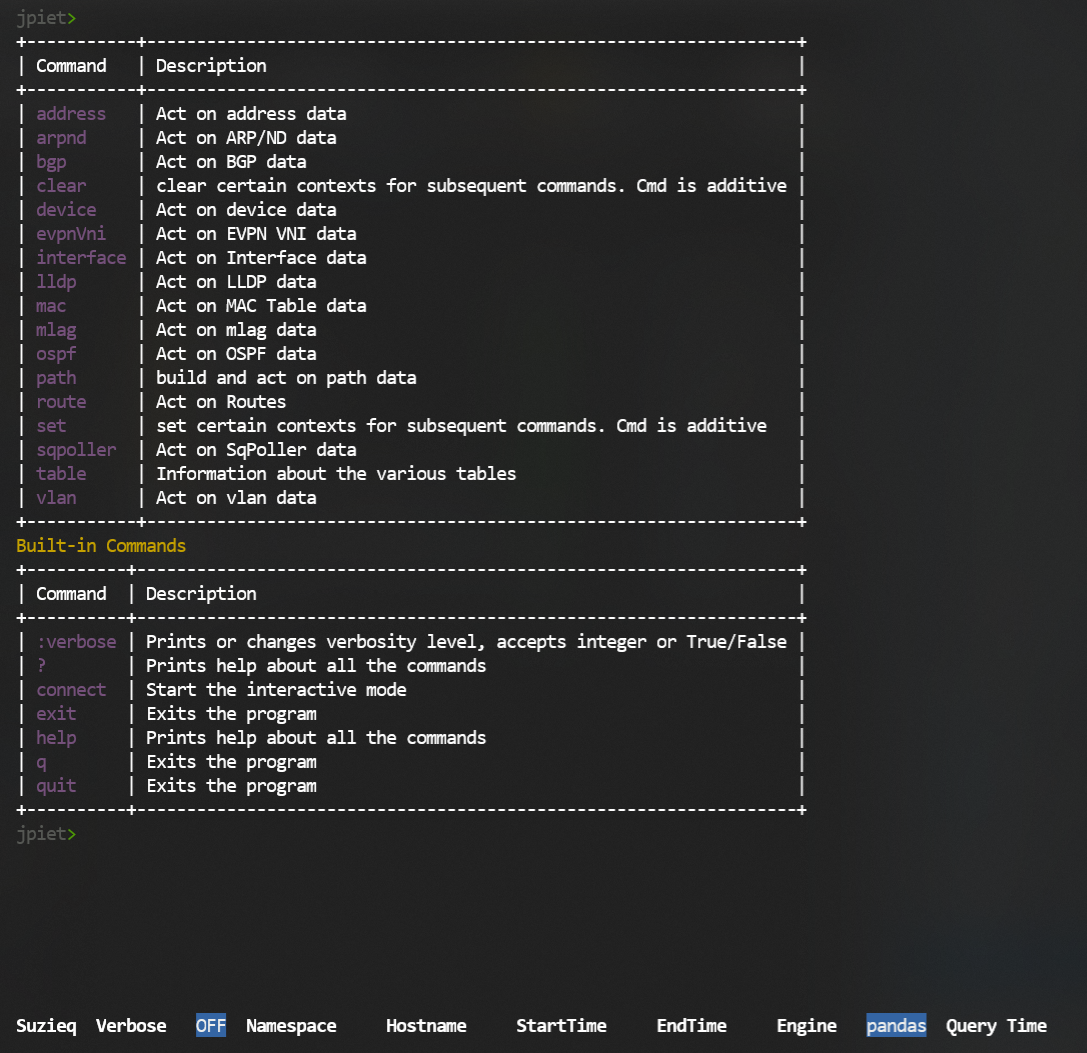 jpiet>
+-----------+------------------------------------------------------------------+
| Command   | Description                                                     |
+-----------+------------------------------------------------------------------+
| address   | Act on address data                                             |
| arpnd     | Act on ARP/ND data                                              |
| bgp       | Act on BGP data                                                 |
| clear     | clear certain contexts for subsequent commands. Cmd is additive |
| device    | Act on device data                                              |
| evpnVni   | Act on EVPN VNI data                                            |
| interface | Act on Interface data                                           |
| lldp      | Act on LLDP data                                                |
| mac       | Act on MAC Table data                                           |
| mlag      | Act on mlag data                                                |
| ospf      | Act on OSPF data                                                |
| path      | build and act on path data                                      |
| route     | Act on Routes                                                   |
| set       | set certain contexts for subsequent commands. Cmd is additive   |
| sqpoller  | Act on SqPoller data                                            |
| table     | Information about the various tables                            |
| vlan      | Act on vlan data                                                |
+-----------+------------------------------------------------------------------+
Built-in Commands
+----------+------------------------------------------------------------------+
| Command  | Description                                                      |
+----------+------------------------------------------------------------------+
| :verbose | Prints or changes verbosity level, accepts integer or True/False |
| ?        | Prints help about all the commands                               |
| connect  | Start the interactive mode                                       |
| exit     | Exits the program                                                |
| help     | Prints help about all the commands                               |
| q        | Exits the program                                                |
| quit     | Exits the program                                                |
+----------+------------------------------------------------------------------+
jpiet>
Suzieq  Verbose   OFF  Namespace     Hostname     StartTime     EndTime     Engine   pandas  Query Time